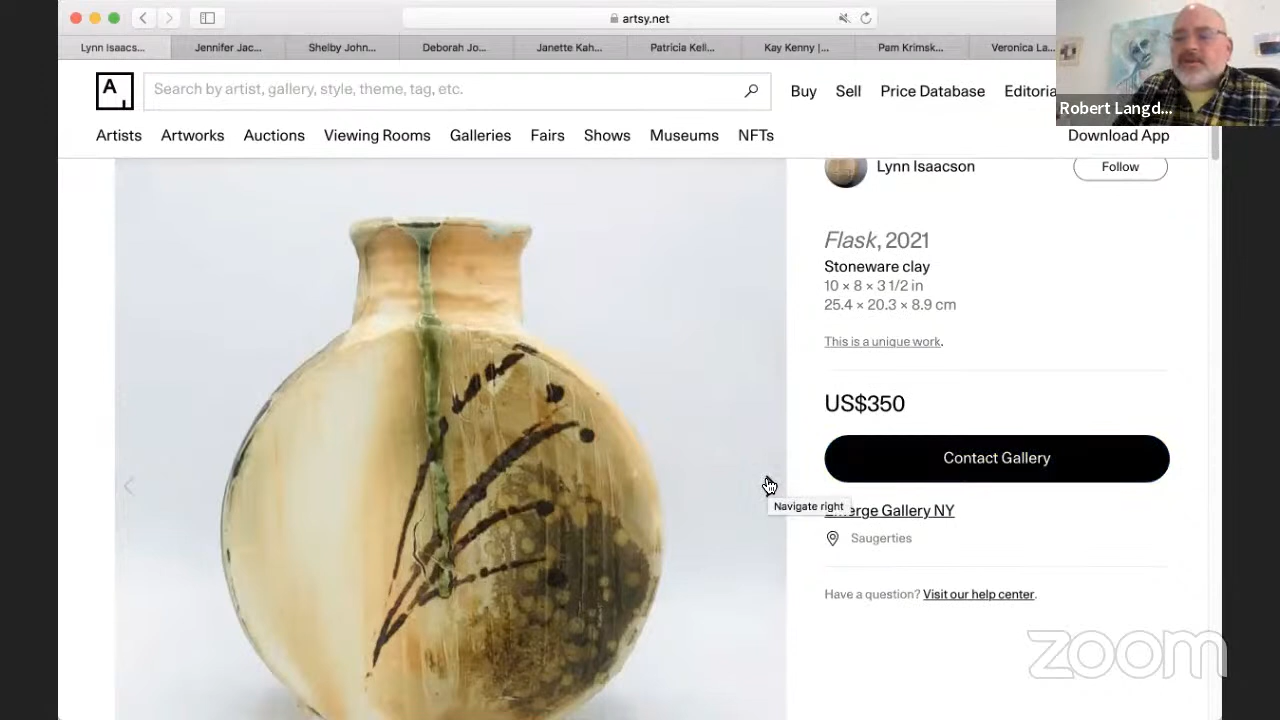 artsy.net
Lynn Isaacs...
Jennifer Jac...
Shelby John...
Deborah Jo...
Janette Kah...
Patricia Kell...
Kay Kenny |...
Pam Krimsk...
Veronica La...
A
Search by artist, gallery, style, theme, tag, etc.
Buy
Sell
Price Database
Editoria
Robert Langd...
Artists
Artworks
Auctions
Viewing Rooms
Galleries
Fairs
Shows
Museums
NFTs
Download App
Lynn Isaacson
Follow
Flask, 2021
Stoneware clay
10 × 8 × 3 1/2 in
25.4 × 20.3 × 8.9 cm
This is a unique work.
US$350
Contact Gallery
Navigate right
Emerge Gallery NY
Saugerties
Have a question? Visit our help center.
zoom